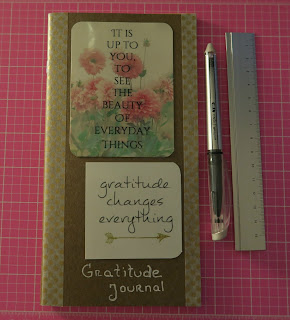 "IT IS
UP TO
YOU,
TO
SEE
THE
BEAUTY
OF
EVERYDAY
THINGS
gratitude
changes
everything
Gratitude
Journal